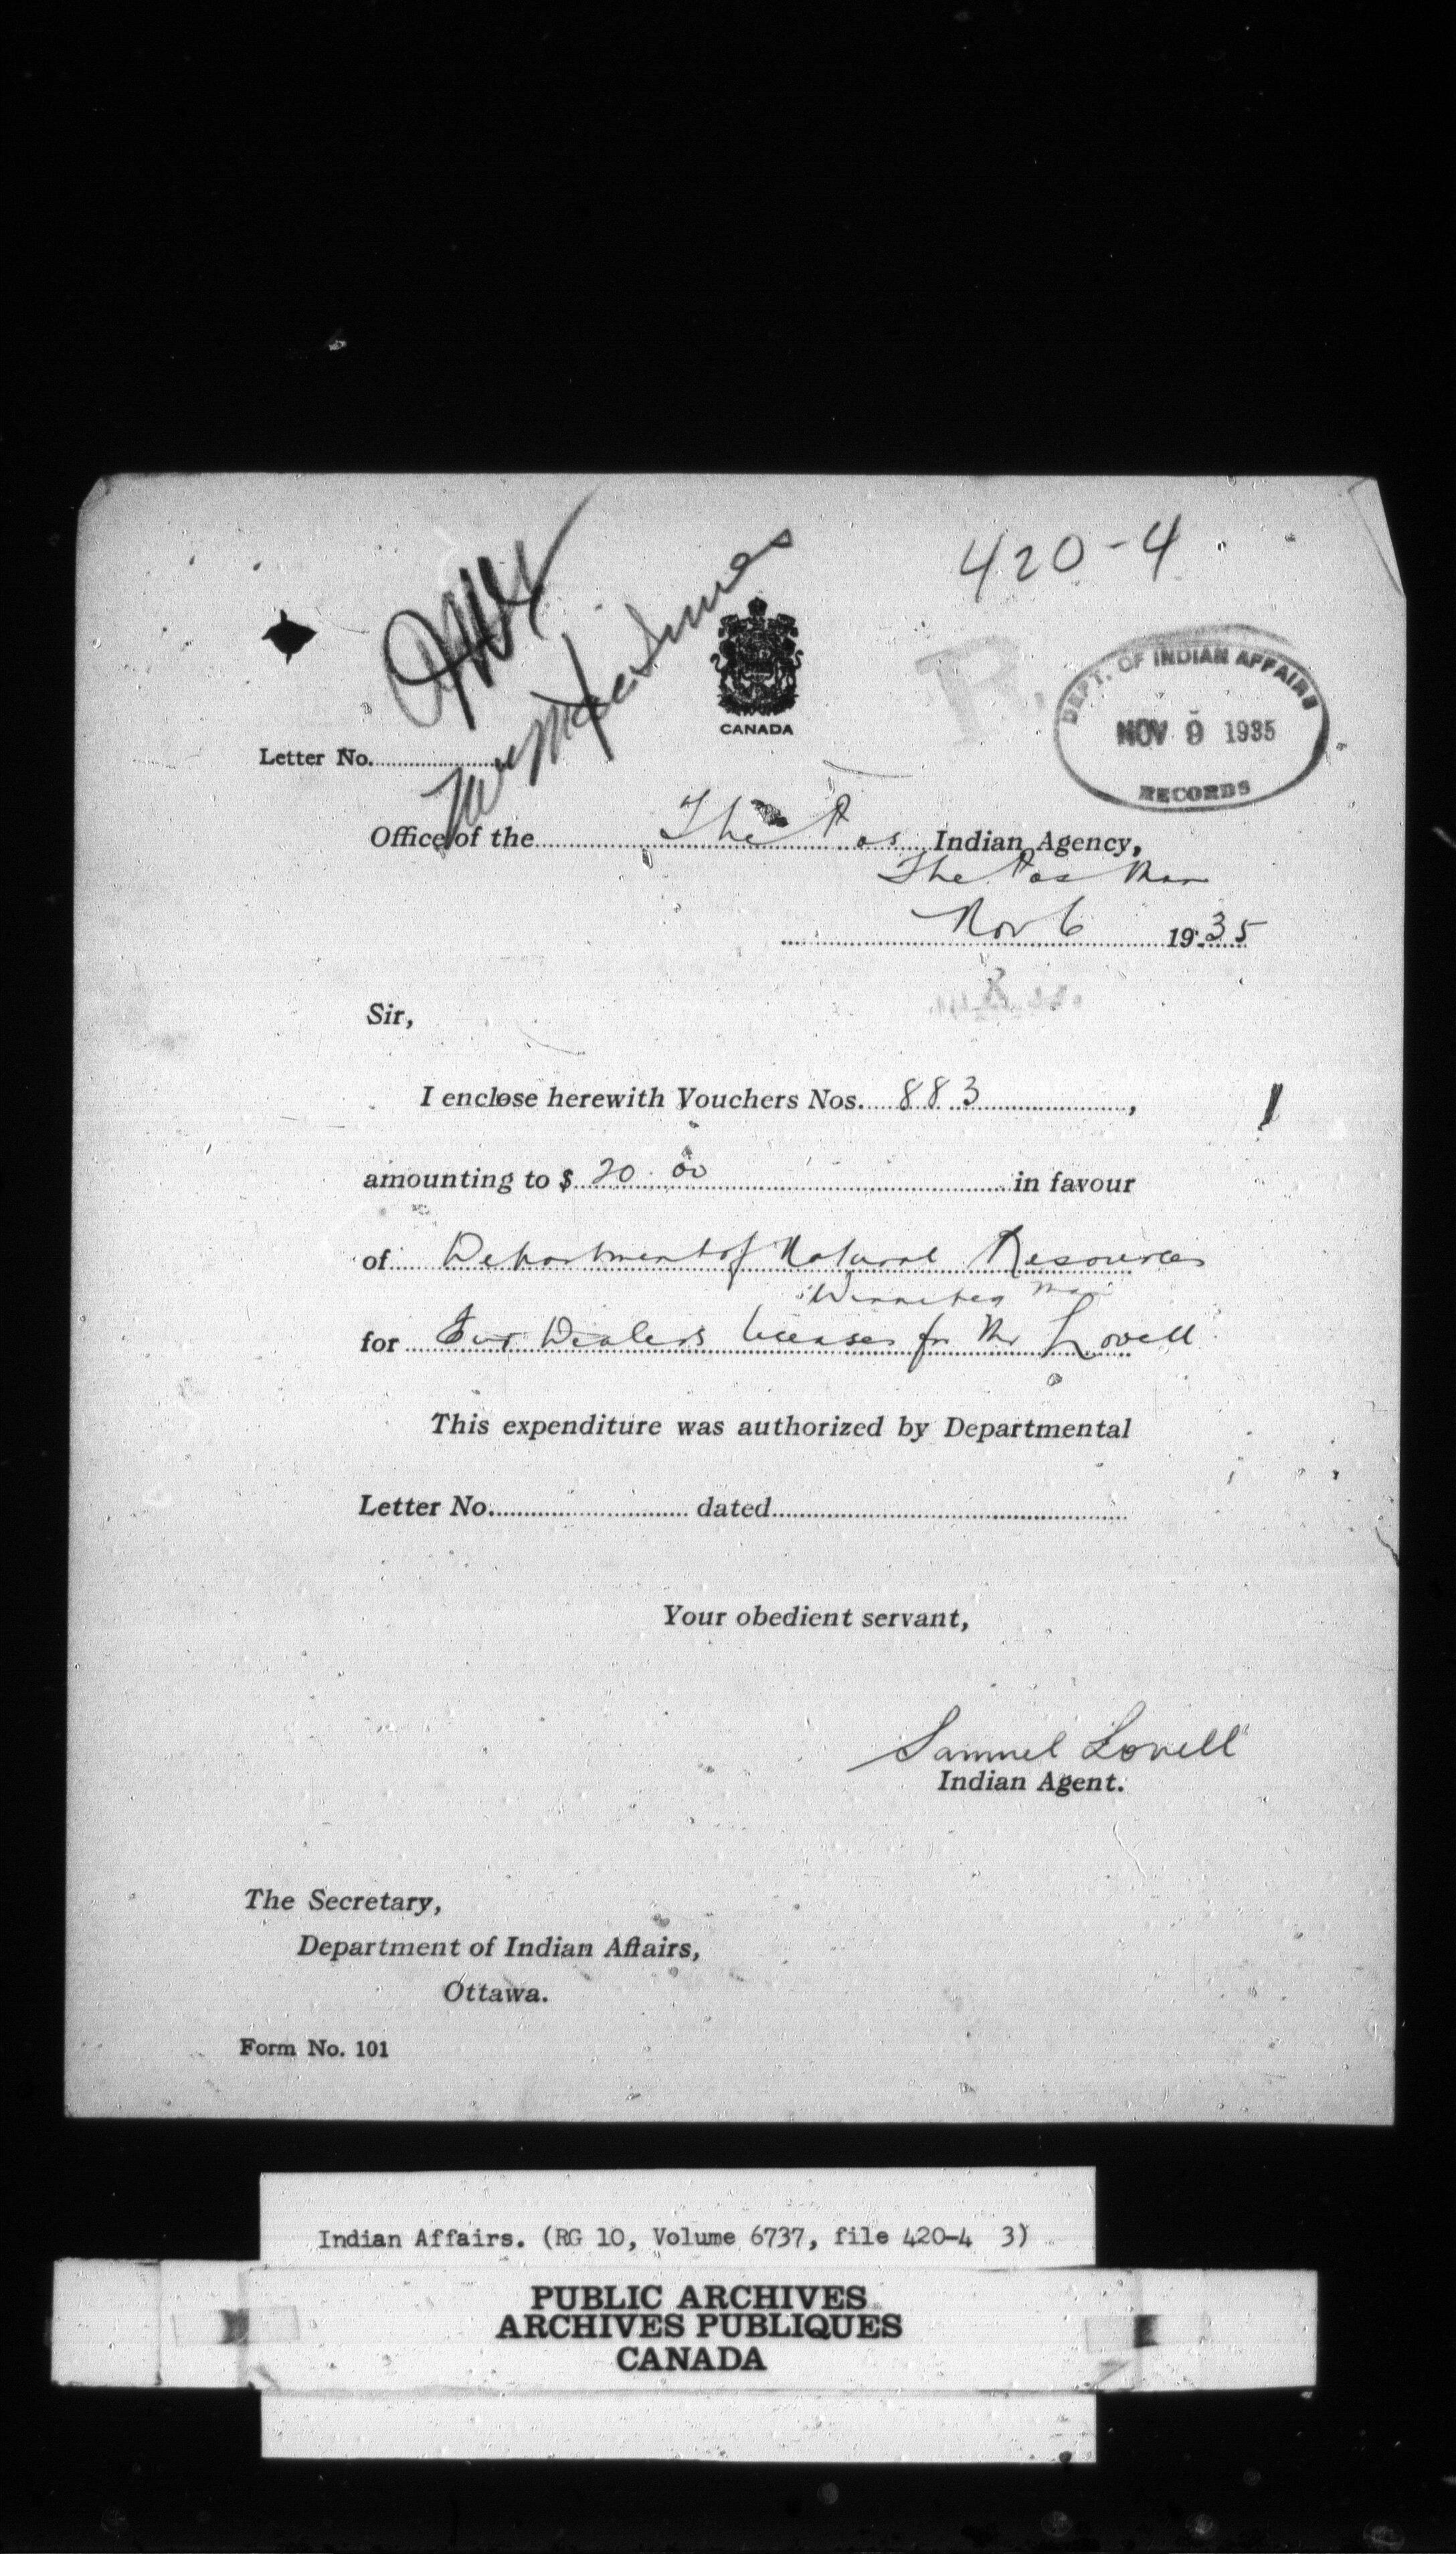 420-4
CANADA
DEPT. OF INDIAN AFFAIRS
NOV 9 1935
RECORDS
R.
Letter No.
Office of the The Pas Indian Agency,
The Pas Man
Nov 6 1935
Sir,
I enclose herewith Vouchers Nos. 883,
amounting to $ 20.00 in favour
of Department of Natural Resources
Winnipeg Man
for Fur Dealers licenses for Mr Lovell
This expenditure was authorized by Departmental
Letter No. dated
Your obedient servant,
Samuel Lovell
Indian Agent.
The Secretary,
Department of Indian Affairs,
Ottawa.
Form No. 101
Indian Affairs. (RG 10, Volume 6737, file 420-4 3)
PUBLIC ARCHIVES
ARCHIVES PUBLIQUES
CANADA